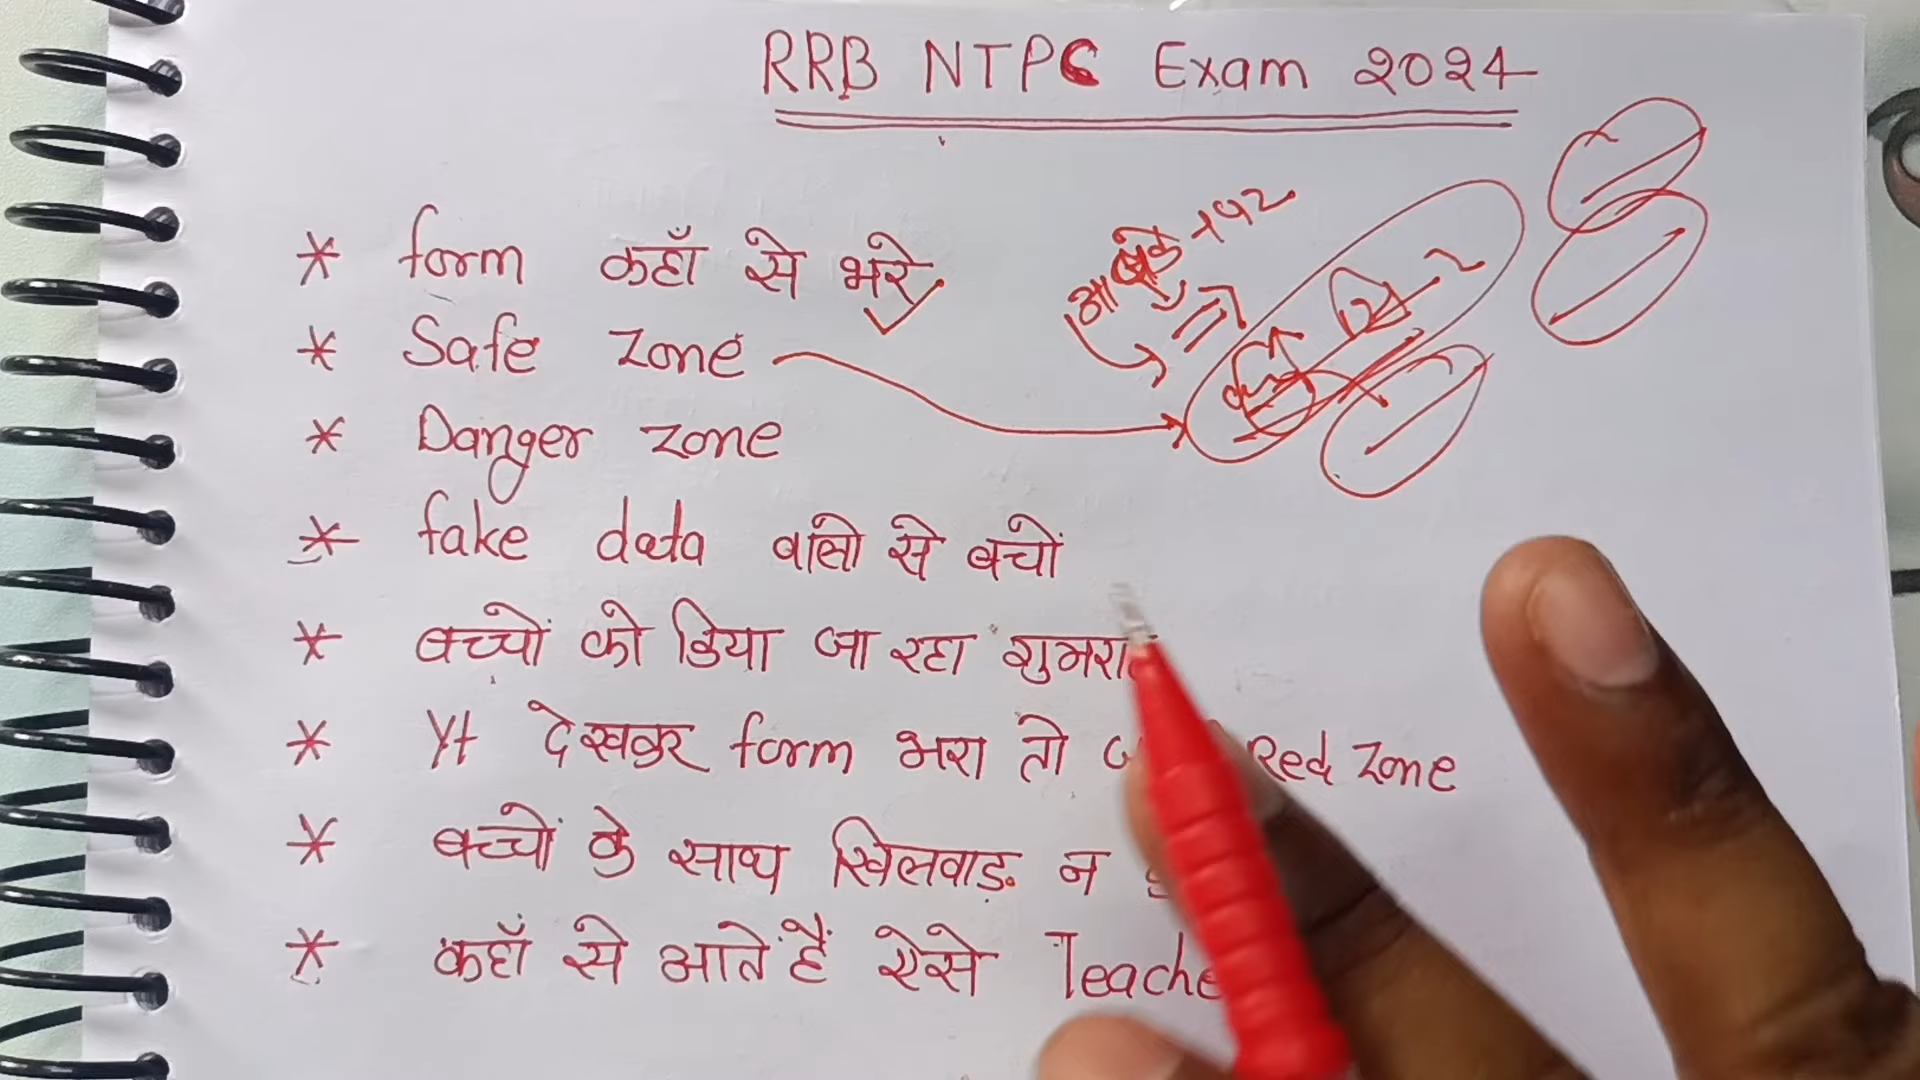 RRB NTPC Exam 2024
* form कहाँ से भरे
* Safe Zone
* Danger Zone
* fake data वालो से बचों
* बच्चों को डिया जा रहा
* Yt देखकर form भरा तो Red Zone
* बच्चों के साथ खिलवाड़ न
* कहाँ से आते हैं ऐसे Teache